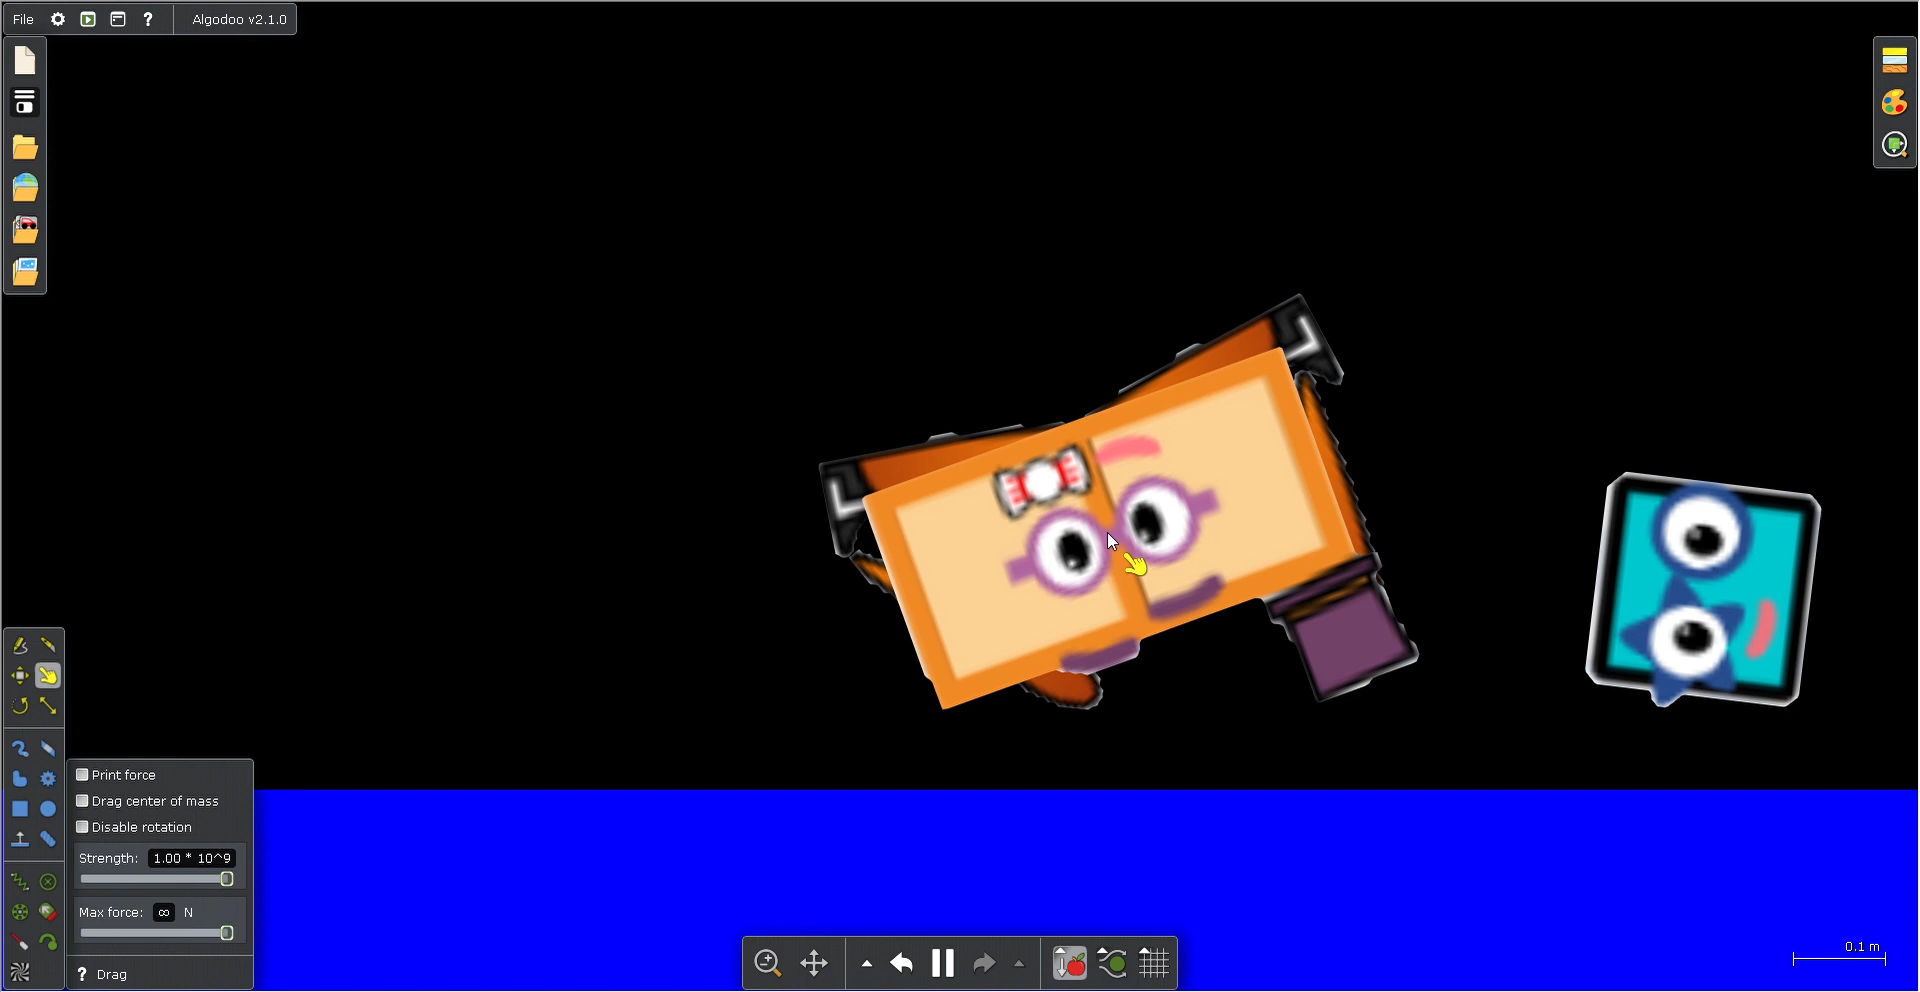 File ? Algodoo v2.1.0
Print force
Drag center of mass
Disable rotation
Strength: 1.00 * 10^9
Max force: ∞ N
? Drag
0.1 m